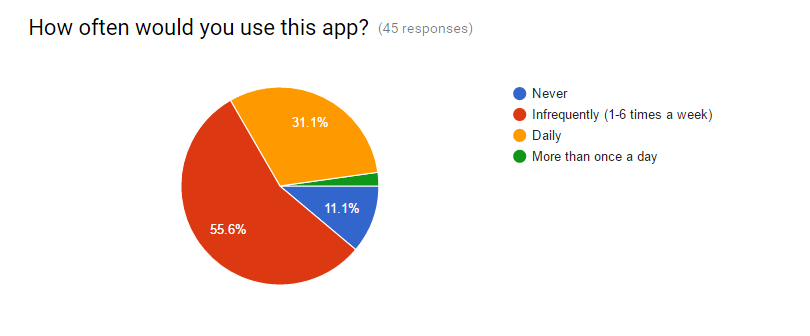 How often would you use this app? (45 responses)
Never
Infrequently (1-6 times a week)
Daily
More than once a day
31.1%
11.1%
55.6%